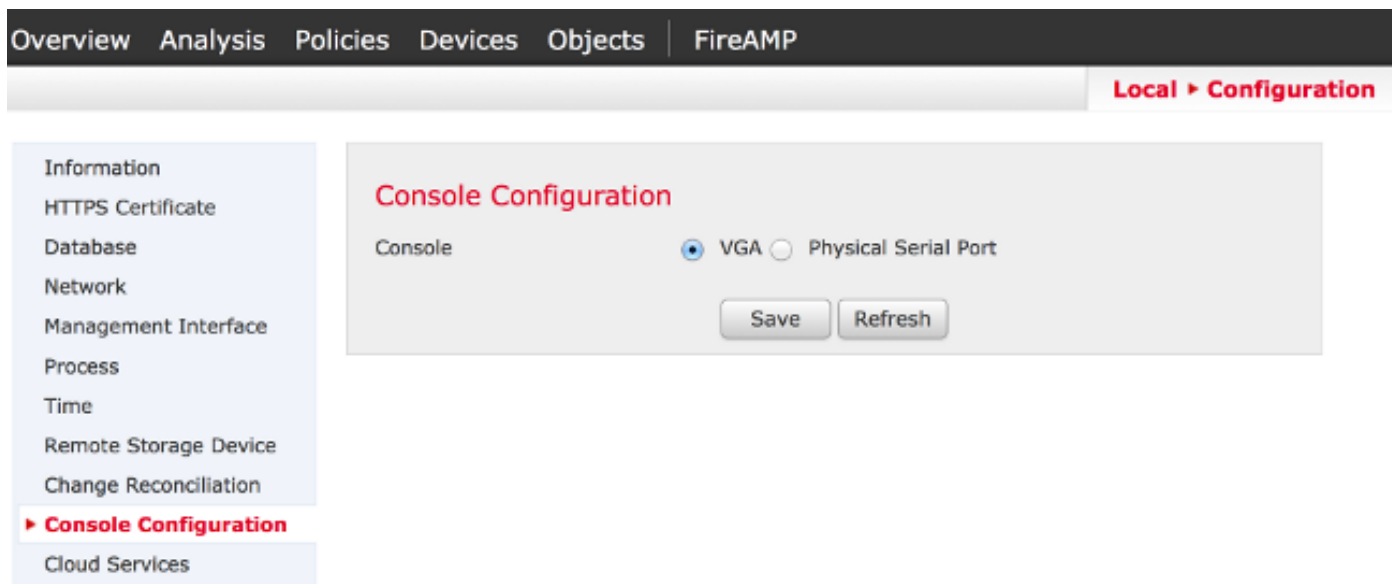 Overview Analysis Policies Devices Objects FireAMP
Local ▸ Configuration
Information
HTTPS Certificate
Database
Network
Management Interface
Process
Time
Remote Storage Device
Change Reconciliation
▸ Console Configuration
Cloud Services
Console Configuration
Console VGA Physical Serial Port
Save Refresh